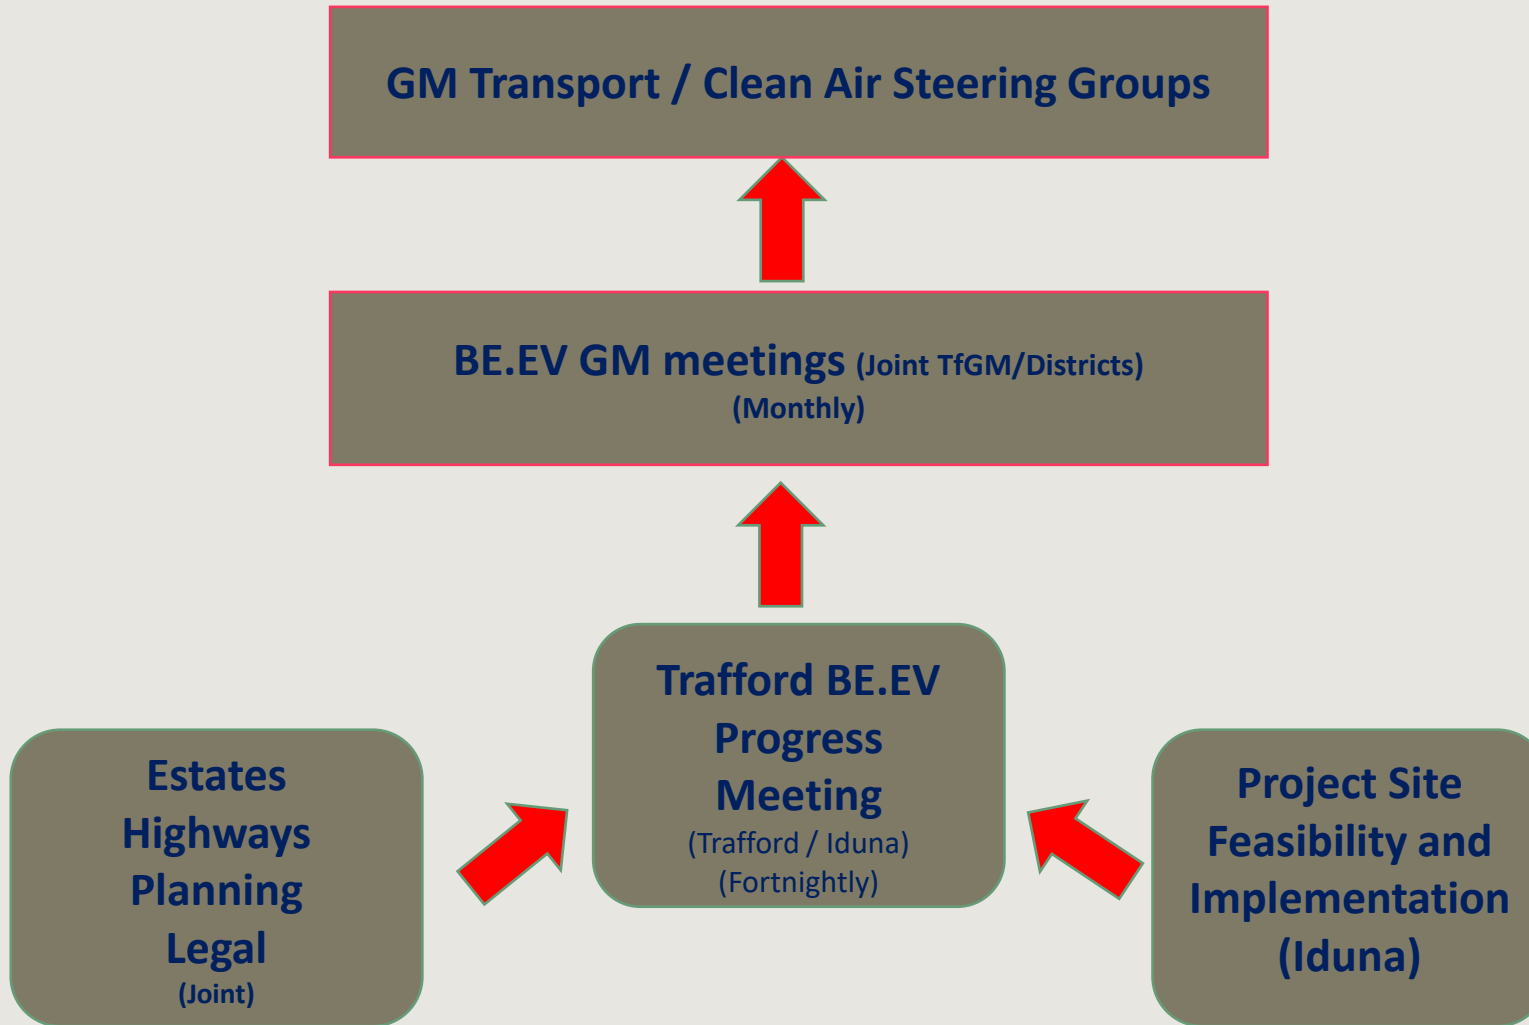 GM Transport / Clean Air Steering Groups
BE.EV GM meetings (Joint TfGM/Districts)
(Monthly)
Trafford BE.EV
Progress
Meeting
(Trafford / Iduna)
(Fortnightly)
Estates
Highways
Planning
Legal
(Joint)
Project Site
Feasibility and
Implementation
(Iduna)